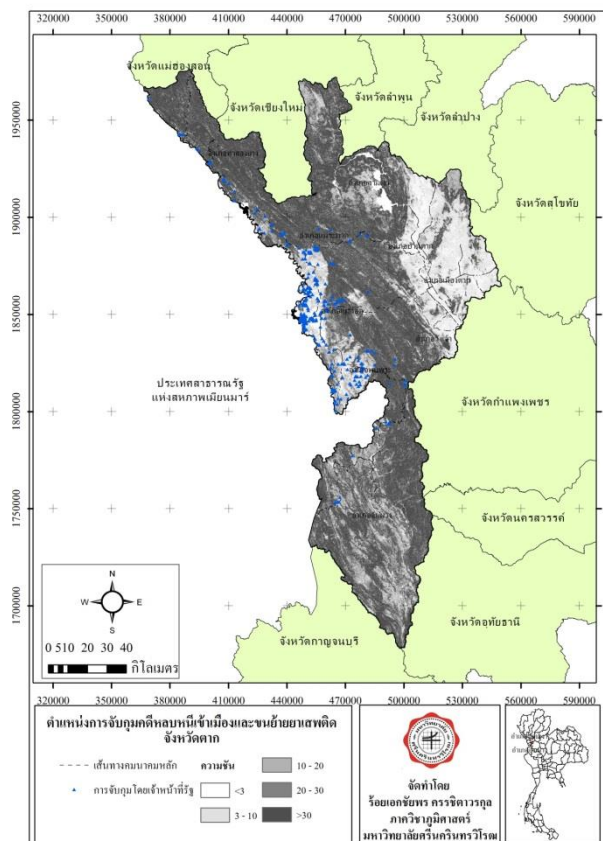 320000 350000 380000 410000 440000 470000 500000 530000 560000 590000
1950000
1900000
1850000
1800000
1750000
1700000
จังหวัดแม่ฮ่องสอน
จังหวัดเชียงใหม่
จังหวัดลำพูน
จังหวัดลำปาง
จังหวัดสุโขทัย
ประเทศสาธารณรัฐ
แห่งสหภาพเมียนมาร์
จังหวัดกำแพงเพชร
จังหวัดนครสวรรค์
จังหวัดอุทัยธานี
จังหวัดกาญจนบุรี
N
W E
S
0 5 10 20 30 40
กิโลเมตร
320000 350000 380000 410000 440000 470000 500000 530000 560000 590000
ตำแหน่งการจับกุมคดีหลบหนีเข้าเมืองและขนย้ายยาเสพติด
จังหวัดตาก
เส้นทางคมนาคมหลัก
การจับกุมโดยเจ้าหน้าที่รัฐ
ความชัน
<3
3 - 10
10 - 20
20 - 30
>30
จัดทำโดย
ร้อยเอกชัยพร ครรชิตาวรกุล
ภาควิชาภูมิศาสตร์
มหาวิทยาลัยศรีนครินทรวิโรฒ